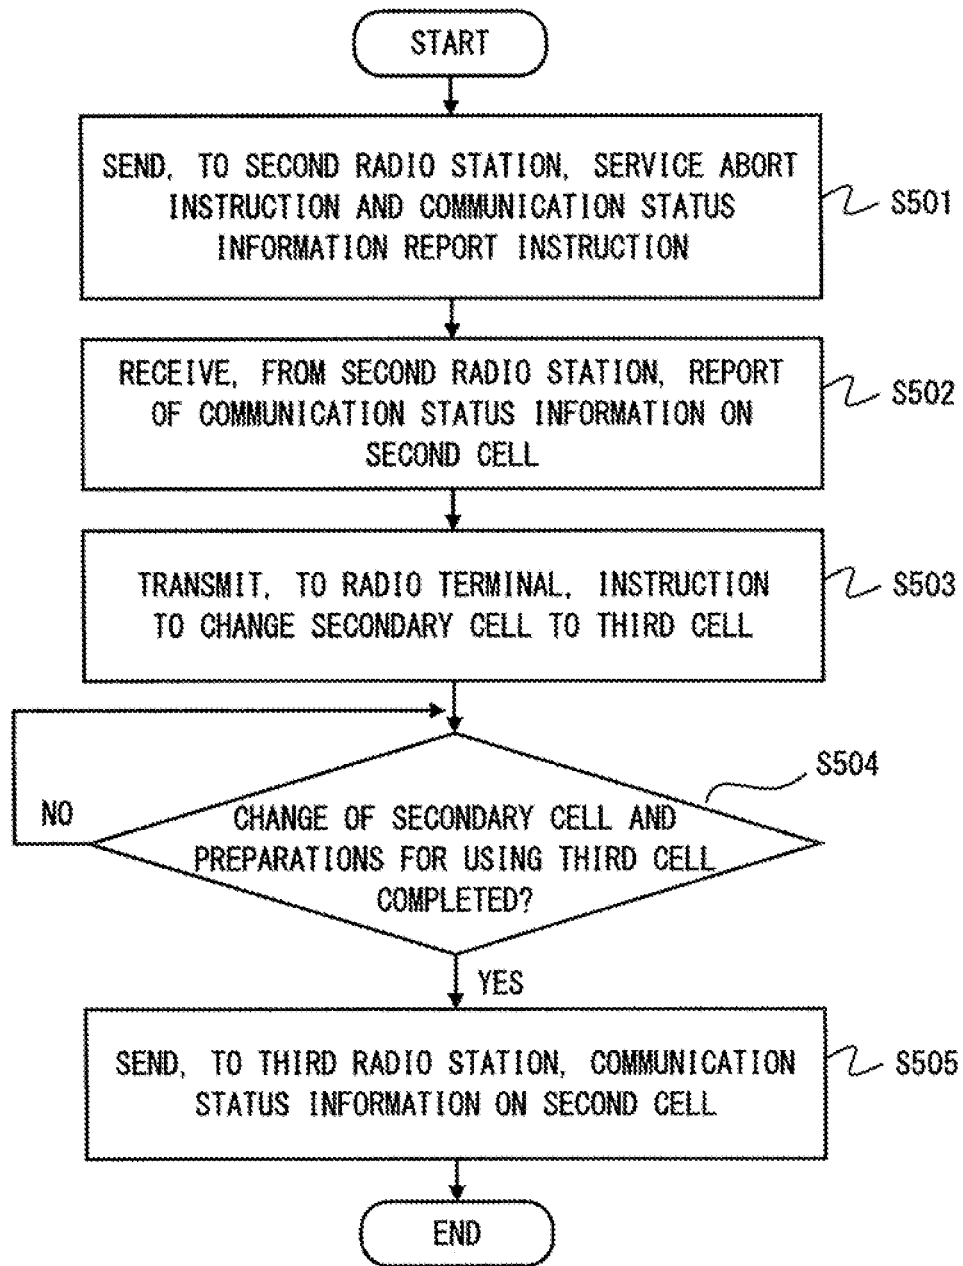 START
SEND, TO SECOND RADIO STATION, SERVICE ABORT
INSTRUCTION AND COMMUNICATION STATUS
INFORMATION REPORT INSTRUCTION
S501
RECEIVE, FROM SECOND RADIO STATION, REPORT
OF COMMUNICATION STATUS INFORMATION ON
SECOND CELL
S502
TRANSMIT, TO RADIO TERMINAL, INSTRUCTION
TO CHANGE SECONDARY CELL TO THIRD CELL
S503
S504
NO
CHANGE OF SECONDARY CELL AND
PREPARATIONS FOR USING THIRD CELL
COMPLETED?
YES
SEND, TO THIRD RADIO STATION, COMMUNICATION
STATUS INFORMATION ON SECOND CELL
S505
END